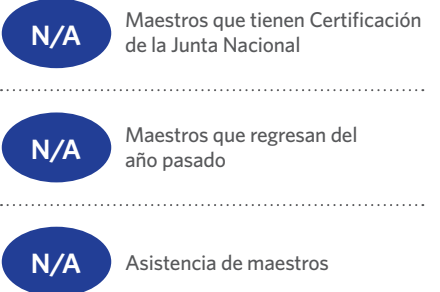 N/A
Maestros que tienen Certificación
de la Junta Nacional
N/A
Maestros que regresan del
año pasado
N/A
Asistencia de maestros